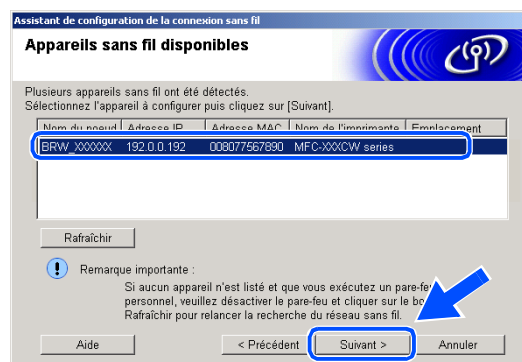 Assistant de configuration de la connexion sans fil
Appareils sans fil disponibles
Plusieurs appareils sans fil ont été détectés.
Sélectionnez l'appareil à configurer puis cliquez sur [Suivant].
Nom du noeud Adresse IP Adresse MAC Nom de l'imprimante Emplacement
BRW_XXXXXX 192.0.0.192 008077567890 MFC-XXXCW series
Rafraîchir
Remarque importante :
Si aucun appareil n'est listé et que vous exécutez un
personnel, veuillez désactiver le pare-feu et cliquer sur le
Rafraîchir pour relancer la recherche du réseau sans fil.
Aide < Précédent Suivant > Annuler